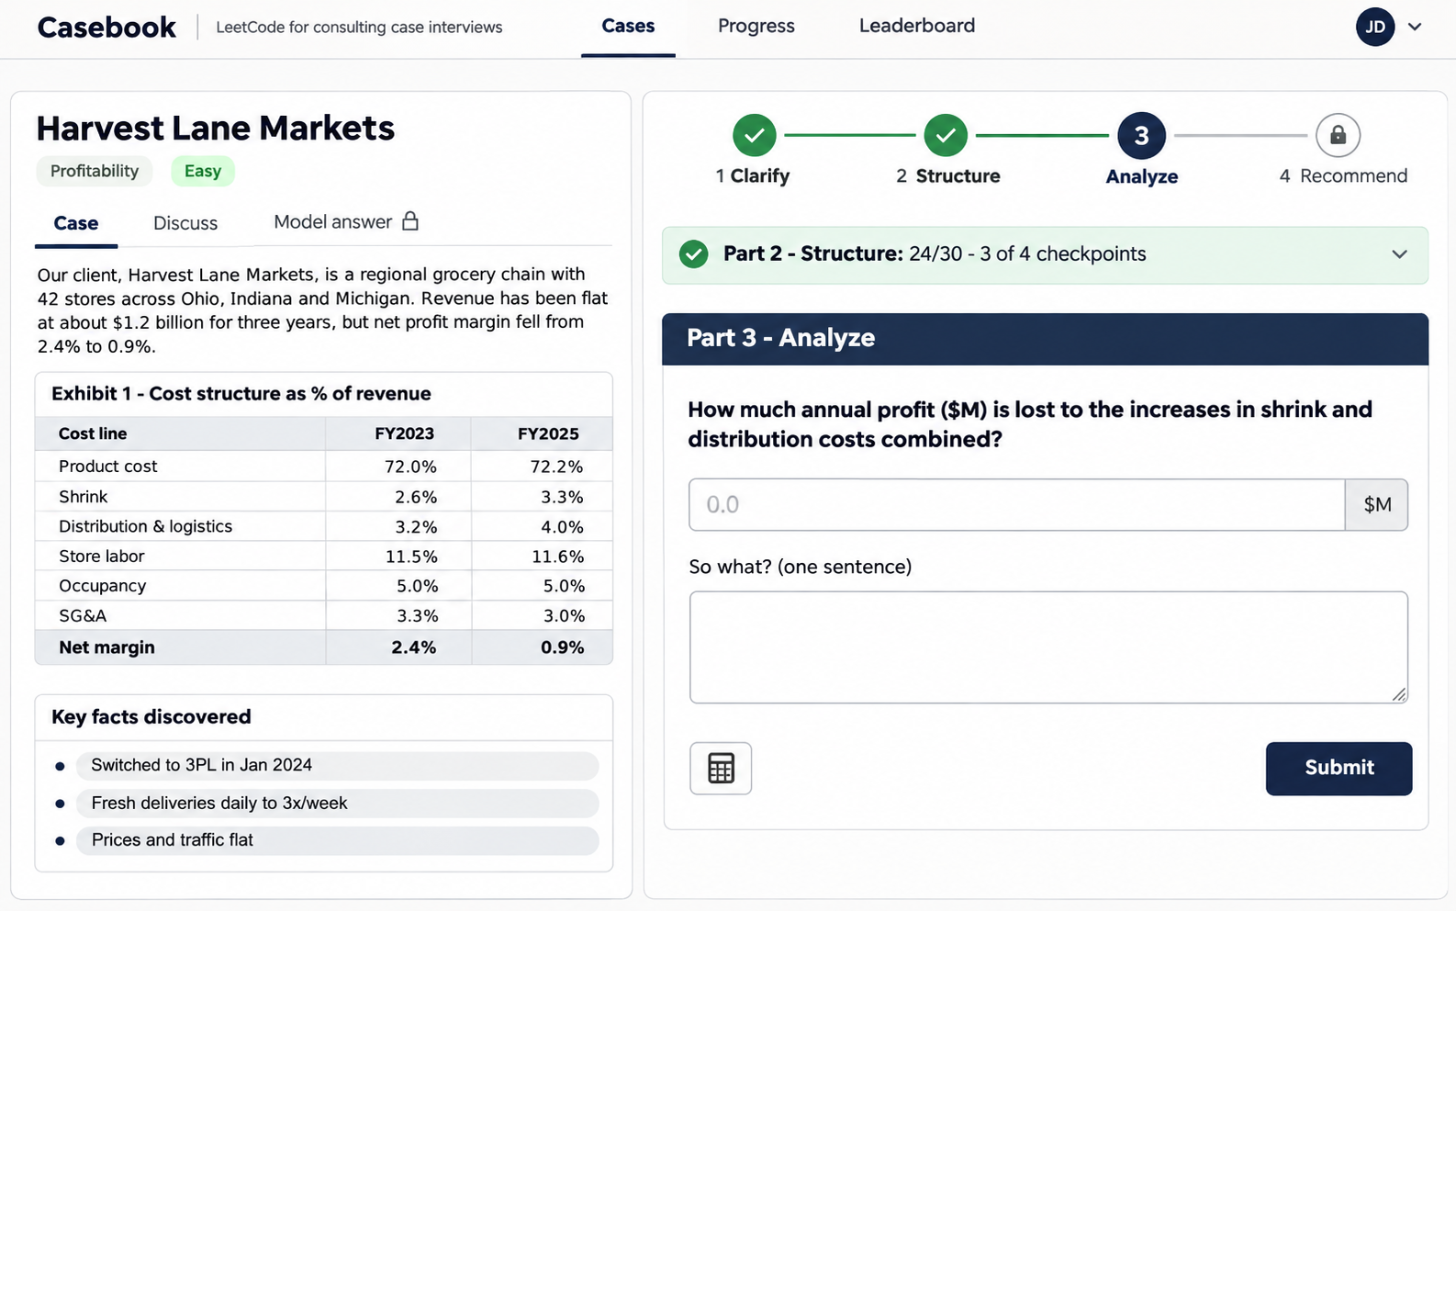 Casebook
LeetCode for consulting case interviews
Cases
Progress
Leaderboard
JD
Harvest Lane Markets
Profitability
Easy
Case
Discuss
Model answer
Our client, Harvest Lane Markets, is a regional grocery chain with
42 stores across Ohio, Indiana and Michigan. Revenue has been flat
at about $1.2 billion for three years, but net profit margin fell from
2.4% to 0.9%.
Exhibit 1 - Cost structure as % of revenue
Cost line FY2023 FY2025
Product cost 72.0% 72.2%
Shrink 2.6% 3.3%
Distribution & logistics 3.2% 4.0%
Store labor 11.5% 11.6%
Occupancy 5.0% 5.0%
SG&A 3.3% 3.0%
Net margin 2.4% 0.9%
Key facts discovered
Switched to 3PL in Jan 2024
Fresh deliveries daily to 3x/week
Prices and traffic flat
3
1 Clarify
2 Structure
Analyze
4 Recommend
Part 2 - Structure: 24/30 - 3 of 4 checkpoints
Part 3 - Analyze
How much annual profit ($M) is lost to the increases in shrink and
distribution costs combined?
0.0
$M
So what? (one sentence)
Submit